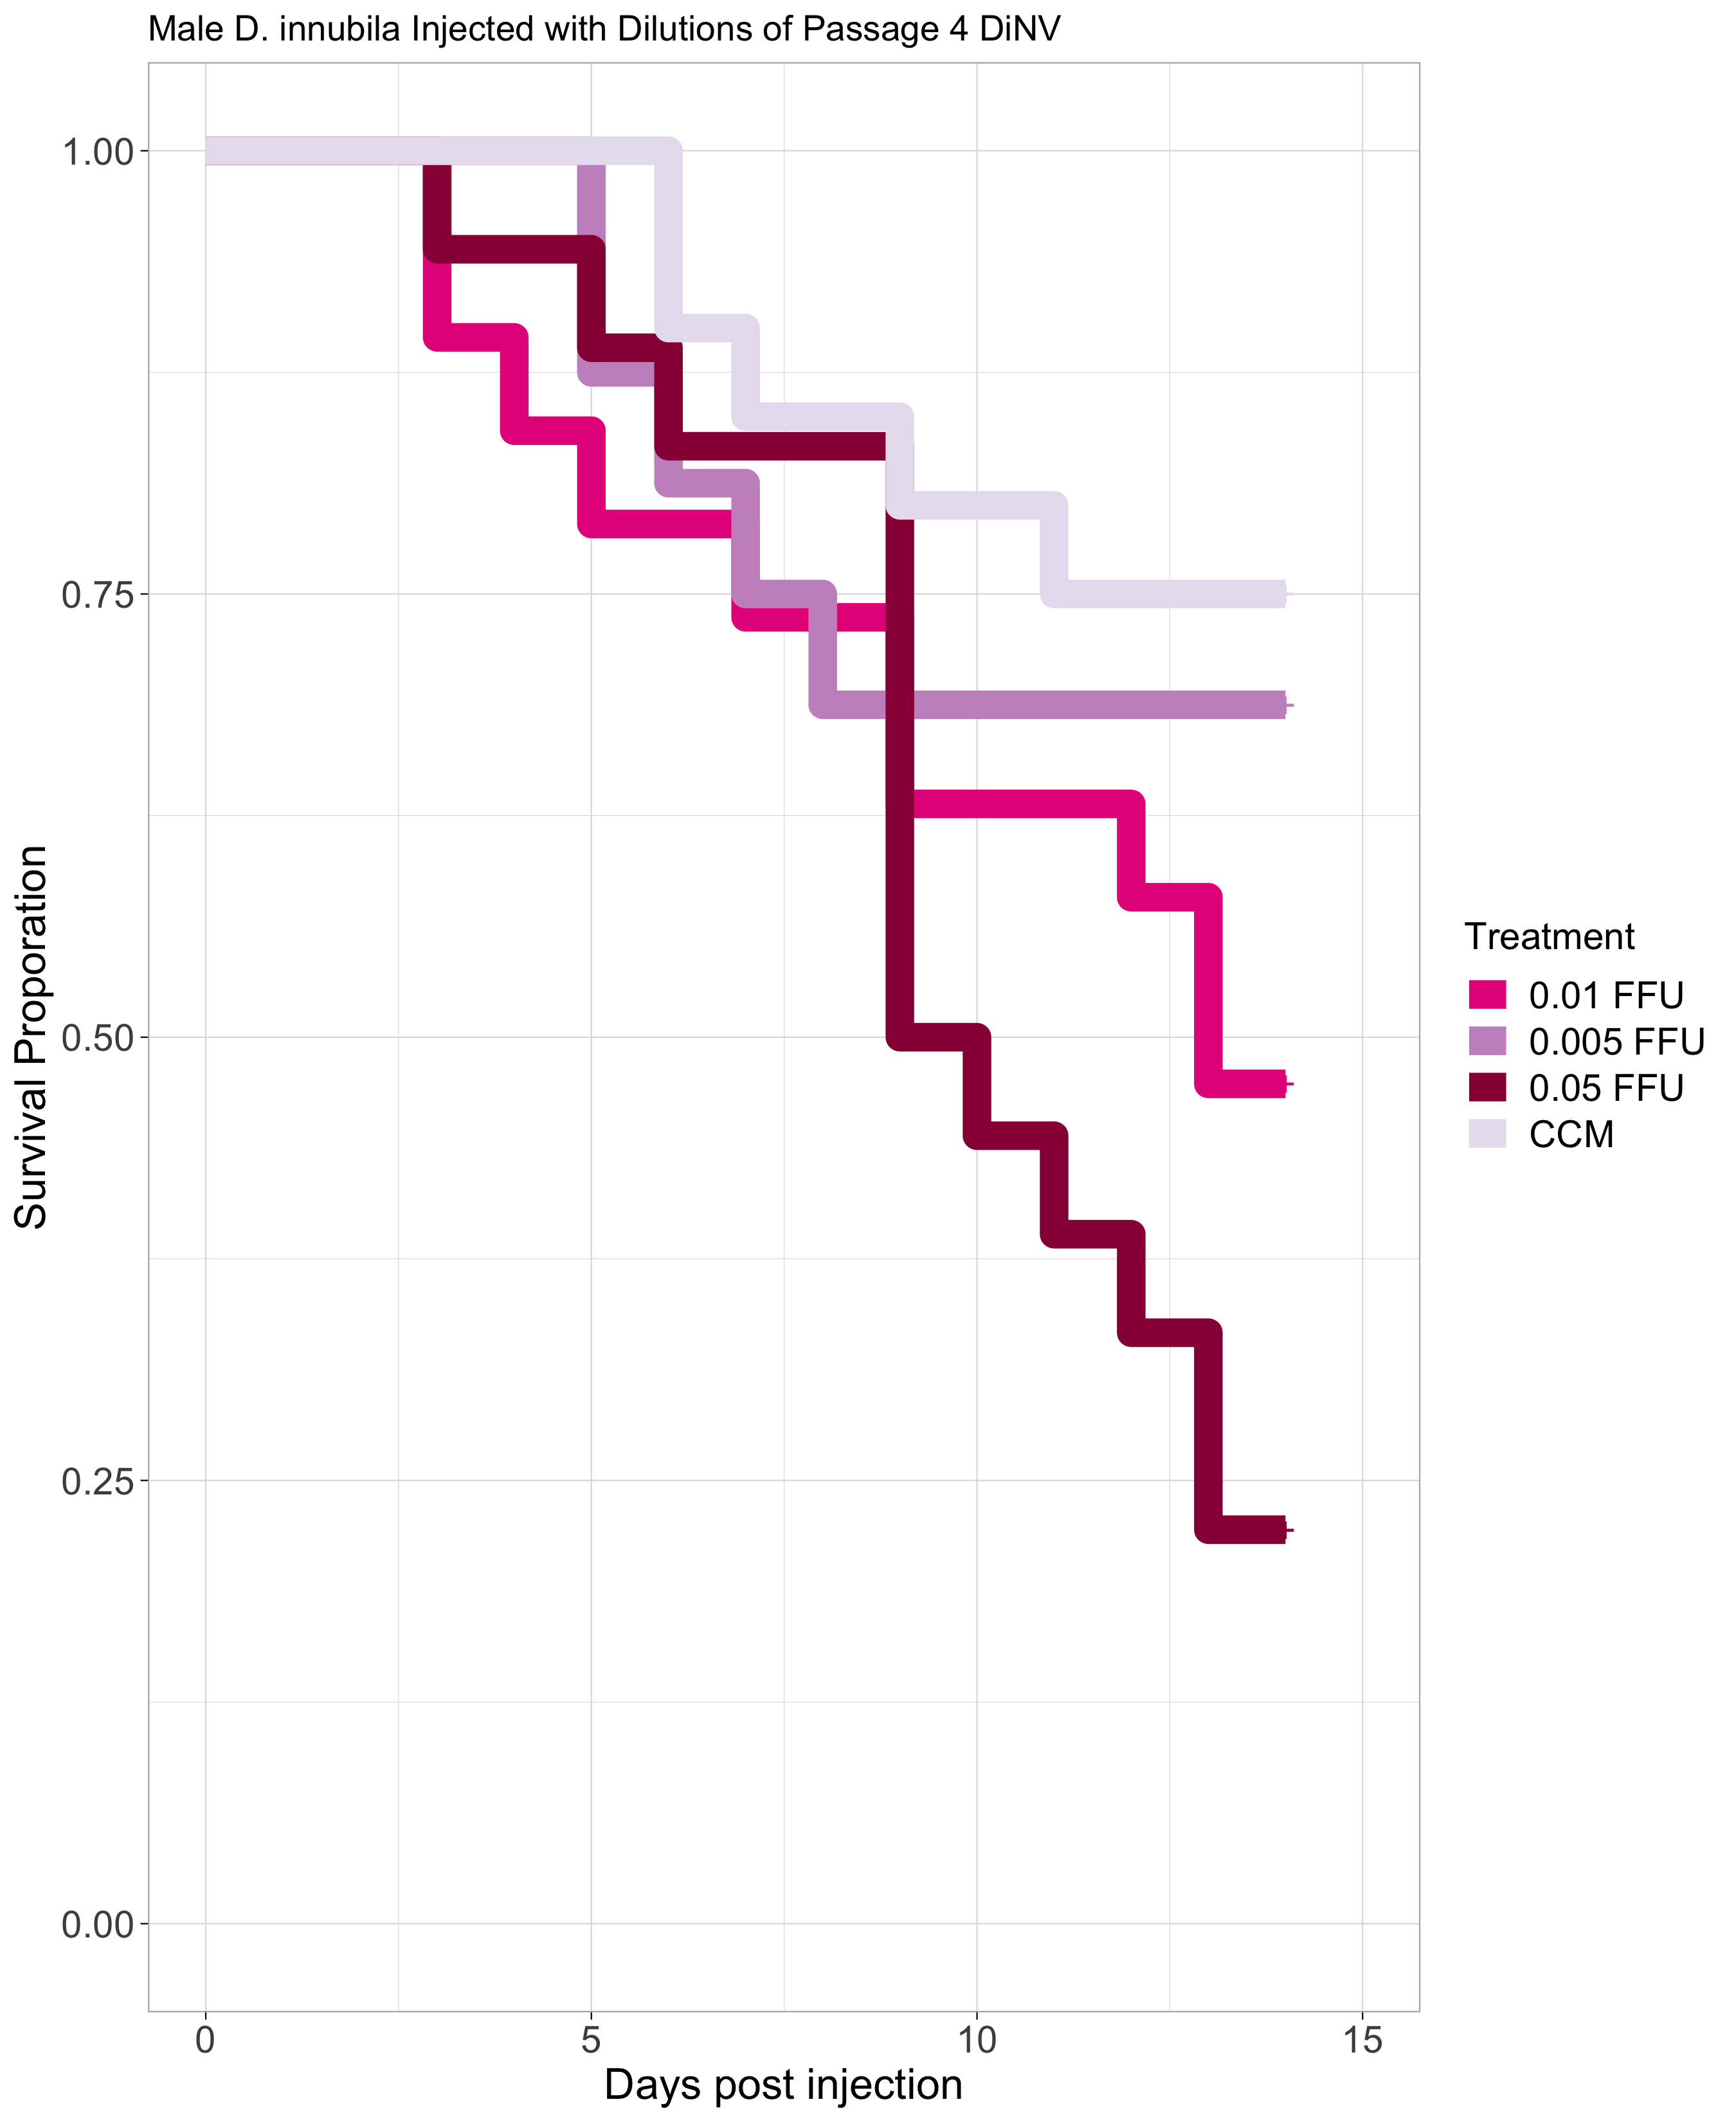 Male D. innubila Injected with Dilutions of Passage 4 DiNV
1.00
0.75
0.50
0.25
0.00
Survival Proporation
0
5
10
15
Days post injection
Treatment
0.01 FFU
0.005 FFU
0.05 FFU
CCM